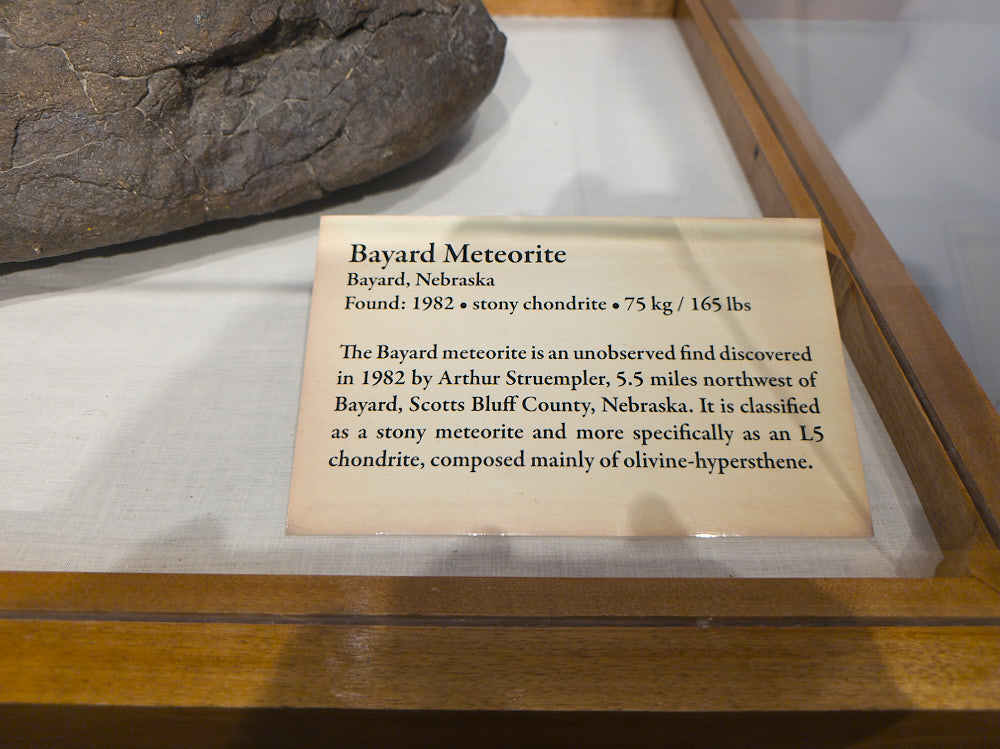 Bayard Meteorite
Bayard, Nebraska
Found: 1982 • stony chondrite • 75 kg / 165 lbs
The Bayard meteorite is an unobserved find discovered
in 1982 by Arthur Struempler, 5.5 miles northwest of
Bayard, Scotts Bluff County, Nebraska. It is classified
as a stony meteorite and more specifically as an L5
chondrite, composed mainly of olivine-hypersthene.